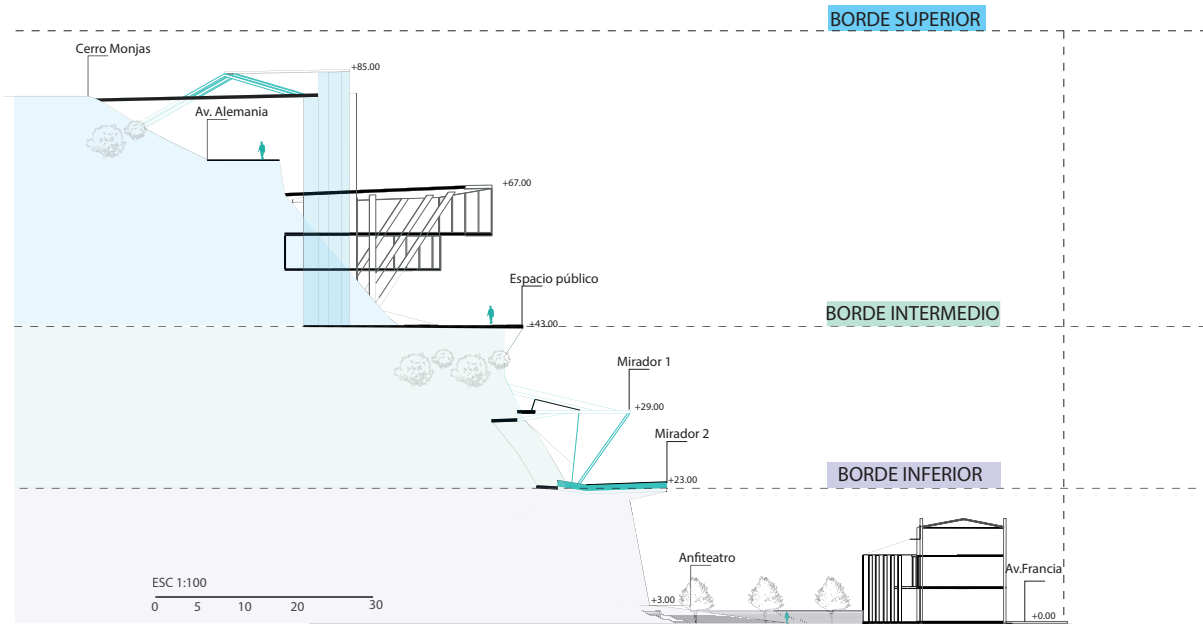 BORDE SUPERIOR
Cerro Monjas
+85.00
Av. Alemania
+67.00
Espacio público
BORDE INTERMEDIO
+43.00
Mirador 1
+29.00
Mirador 2
BORDE INFERIOR
+23.00
Anfiteatro
Av.Francia
ESC 1:100
0 5 10 20 30
+3.00
+0.00